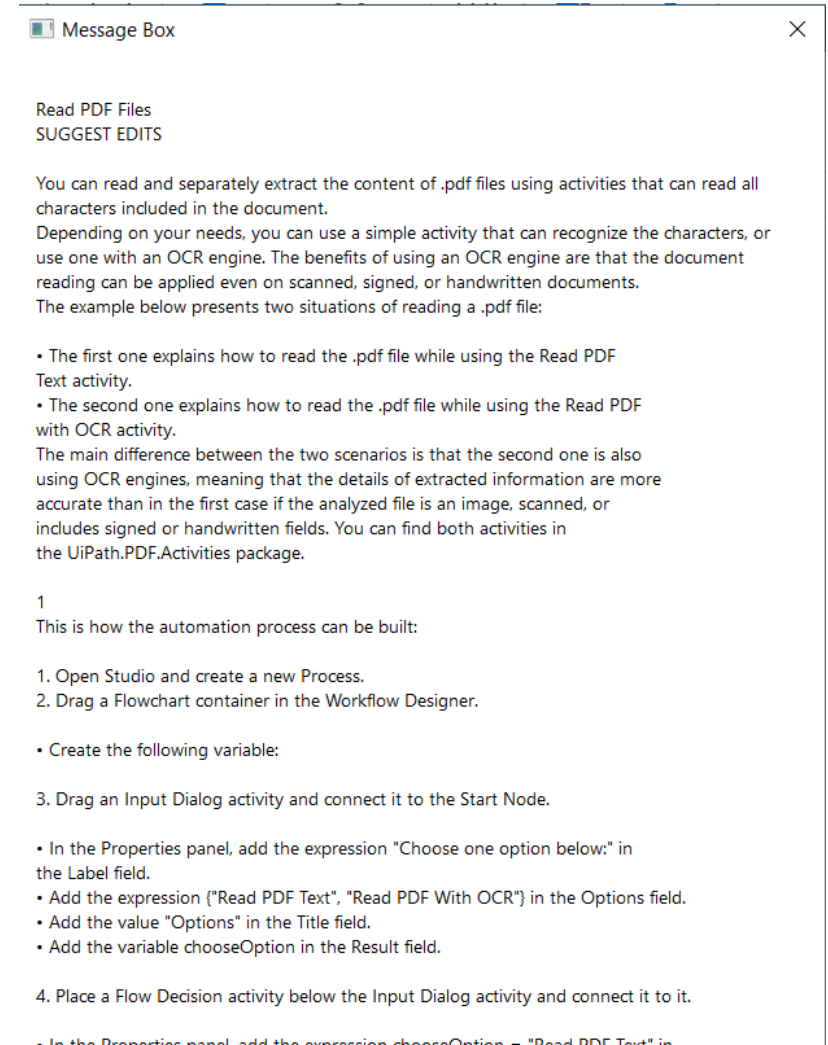 Message Box
Read PDF Files
SUGGEST EDITS
You can read and separately extract the content of .pdf files using activities that can read all
characters included in the document.
Depending on your needs, you can use a simple activity that can recognize the characters, or
use one with an OCR engine. The benefits of using an OCR engine are that the document
reading can be applied even on scanned, signed, or handwritten documents.
The example below presents two situations of reading a .pdf file:
• The first one explains how to read the .pdf file while using the Read PDF
Text activity.
• The second one explains how to read the .pdf file while using the Read PDF
with OCR activity.
The main difference between the two scenarios is that the second one is also
using OCR engines, meaning that the details of extracted information are more
accurate than in the first case if the analyzed file is an image, scanned, or
includes signed or handwritten fields. You can find both activities in
the UiPath.PDF.Activities package.
1
This is how the automation process can be built:
1. Open Studio and create a new Process.
2. Drag a Flowchart container in the Workflow Designer.
• Create the following variable:
3. Drag an Input Dialog activity and connect it to the Start Node.
• In the Properties panel, add the expression "Choose one option below:" in
the Label field.
• Add the expression {"Read PDF Text", "Read PDF With OCR"} in the Options field.
• Add the value "Options" in the Title field.
• Add the variable chooseOption in the Result field.
4. Place a Flow Decision activity below the Input Dialog activity and connect it to it.
• In the Properties panel, add the expression chooseOption = "Read PDF Text" in